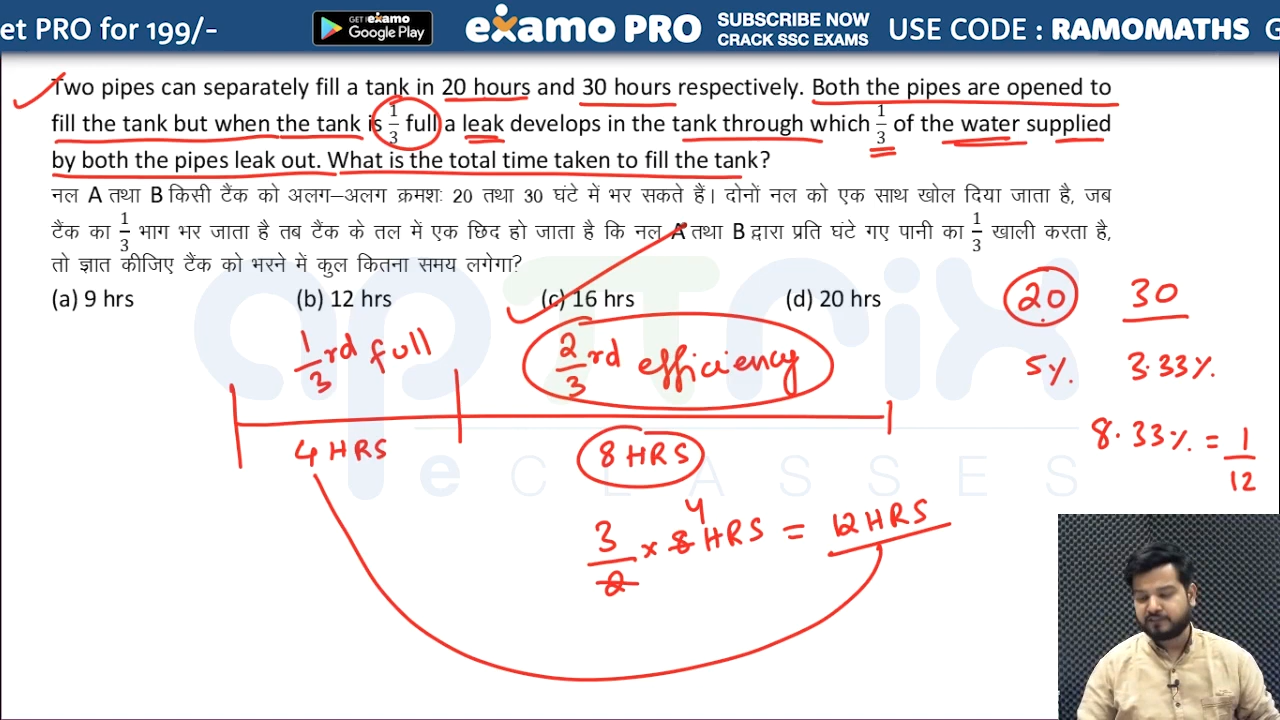 et PRO for 199/-
GET IT ON examo
Google Play
examo PRO
SUBSCRIBE NOW
CRACK SSC EXAMS
USE CODE : RAMOMATHS G
Two pipes can separately fill a tank in 20 hours and 30 hours respectively. Both the pipes are opened to
fill the tank but when the tank is 1/3 full a leak develops in the tank through which 1/3 of the water supplied
by both the pipes leak out. What is the total time taken to fill the tank?
नल A तथा B किसी टैंक को अलग–अलग क्रमशः 20 तथा 30 घंटे में भर सकते हैं। दोनों नल को एक साथ खोल दिया जाता है, जब
टैंक का 1/3 भाग भर जाता है तब टैंक के तल में एक छिद हो जाता है कि नल A तथा B द्वारा प्रति घंटे गए पानी का 1/3 खाली करता है,
तो ज्ञात कीजिए टैंक को भरने में कुल कितना समय लगेगा?
(a) 9 hrs (b) 12 hrs (c) 16 hrs (d) 20 hrs
20 30
1/3 rd full 2/3 rd efficiency 5%. 3.33%.
4 HRS 8 HRS 8.33% = 1/12
3/2 x 8 4 HRS = 12 HRS
apttrix
e CLASSES